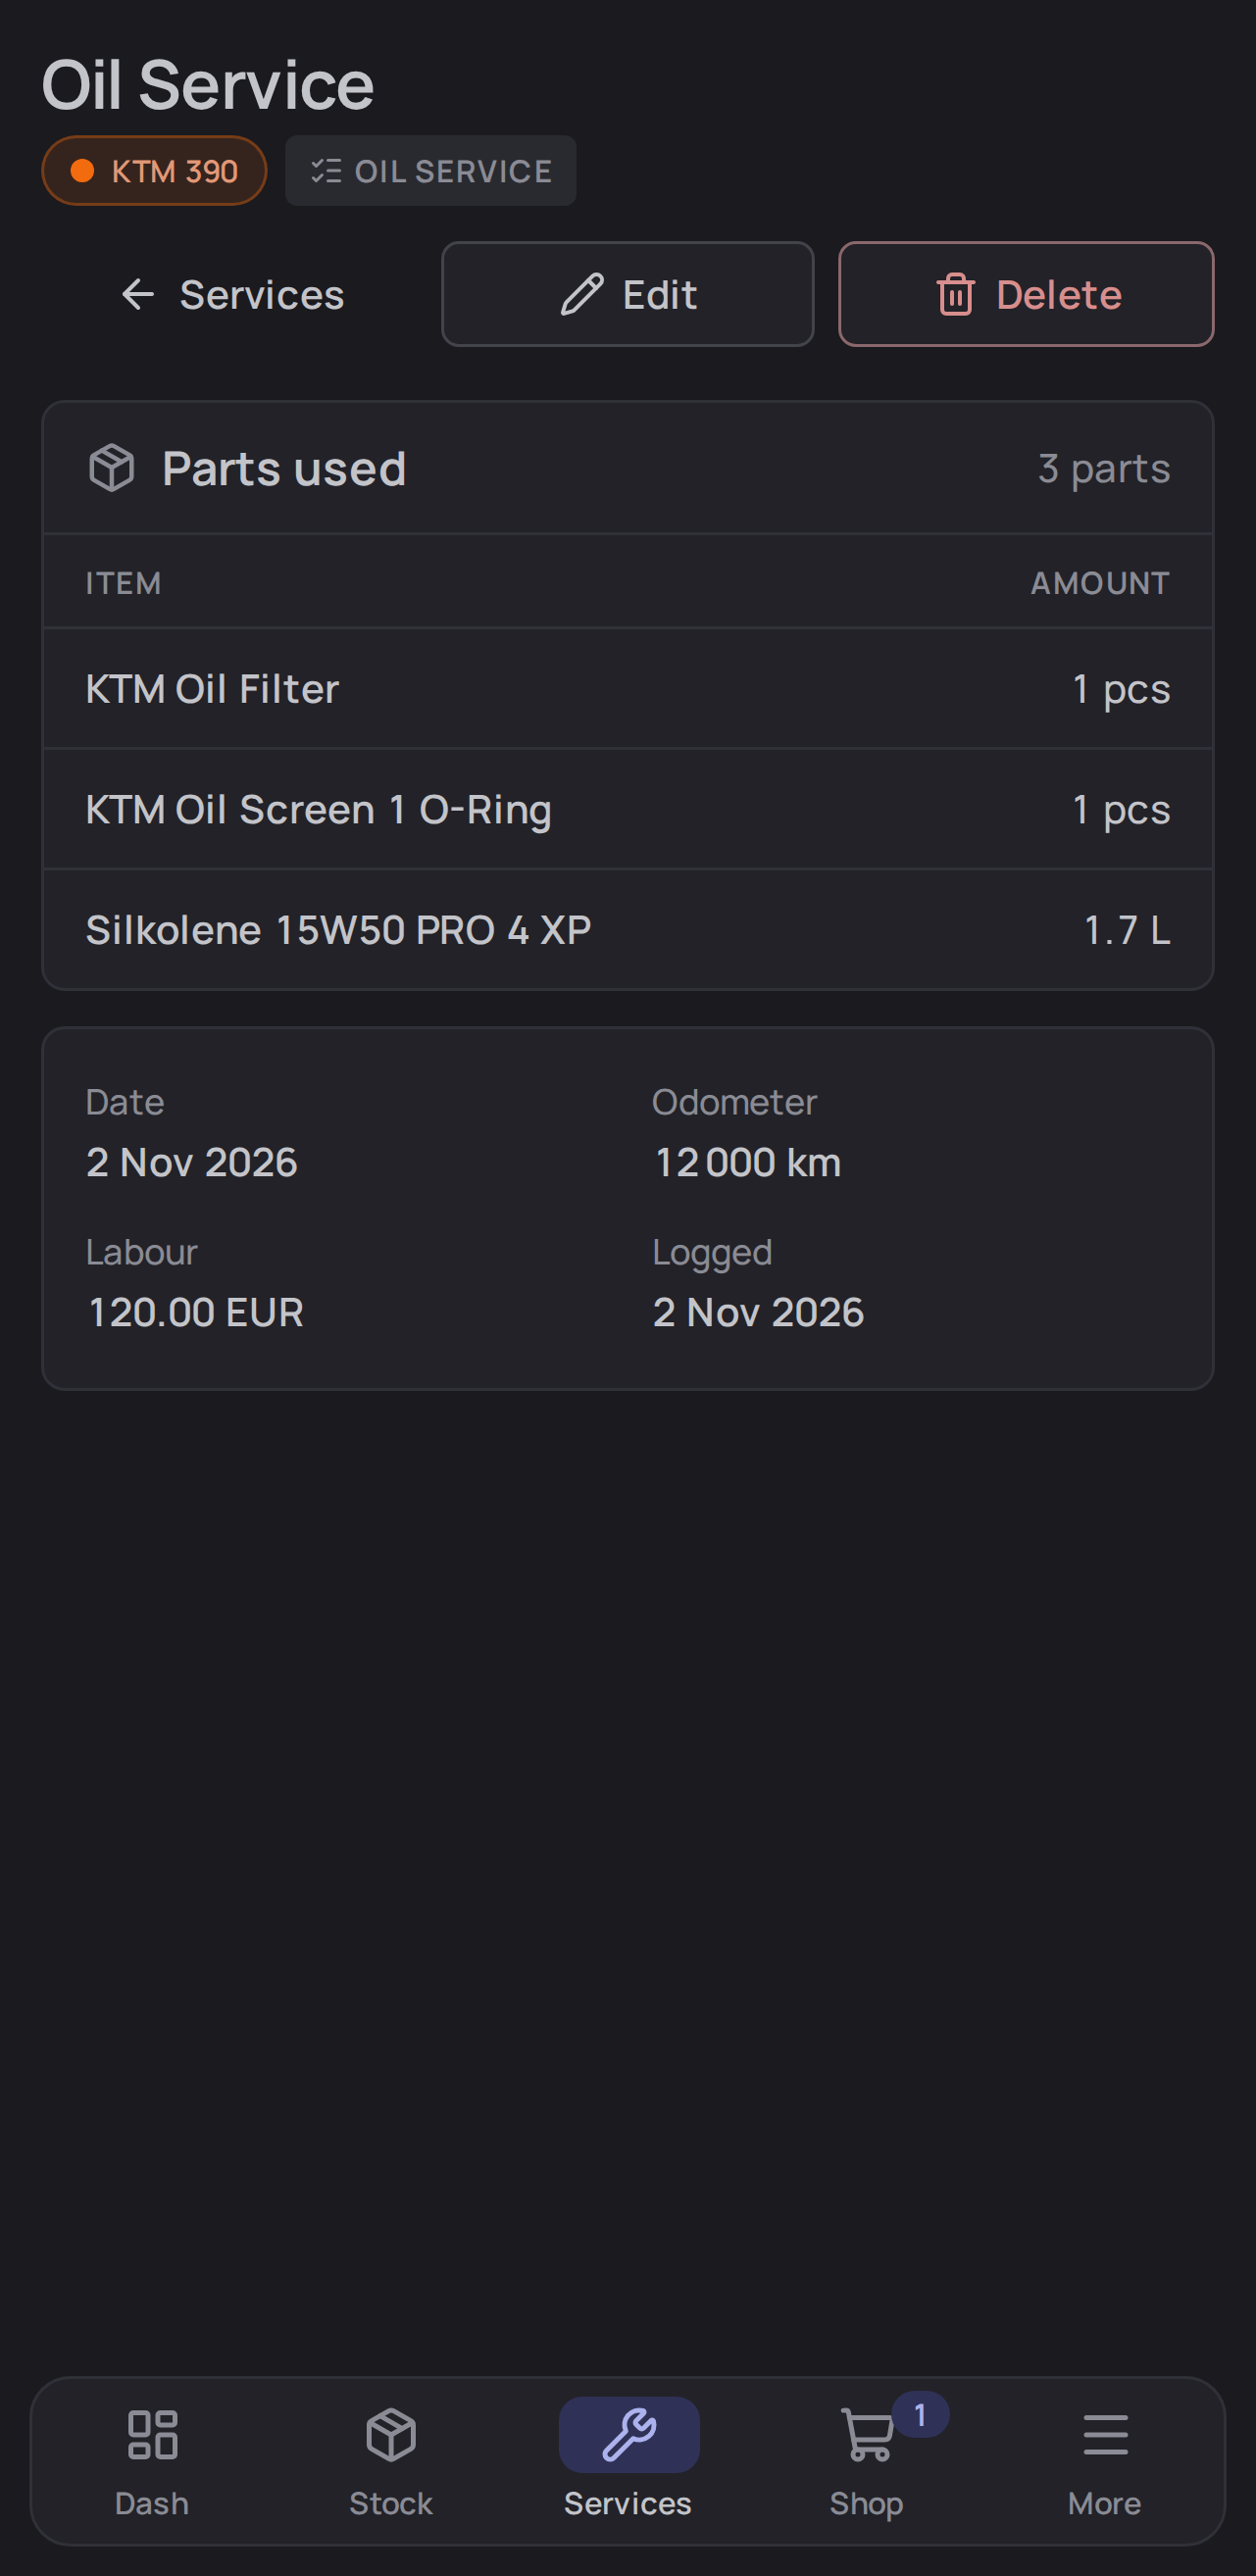 Oil Service
KTM 390 OIL SERVICE
Services Edit Delete
Parts used 3 parts
ITEM AMOUNT
KTM Oil Filter 1 pcs
KTM Oil Screen 1 O-Ring 1 pcs
Silkolene 15W50 PRO 4 XP 1.7 L
Date Odometer
2 Nov 2026 12 000 km
Labour Logged
120.00 EUR 2 Nov 2026
1
Dash Stock Services Shop More